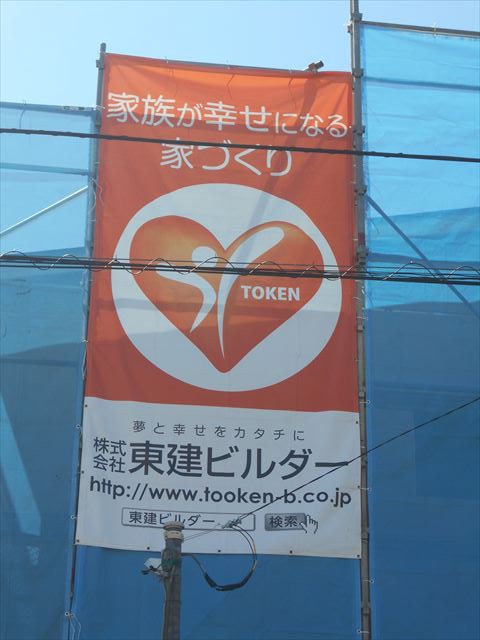 家族が幸せになる
家づくり
TOKEN
夢と幸せをカタチに
株式会社 東建ビルダー
http://www.tooken-b.co.jp
東建ビルダー 検索